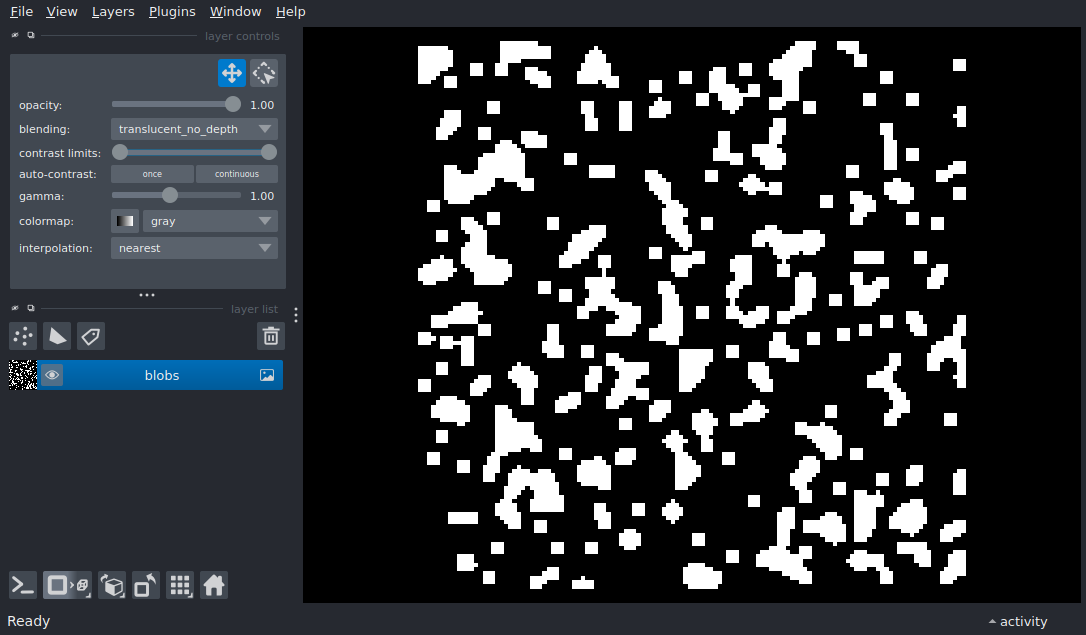 File View Layers Plugins Window Help
layer controls
opacity: 1.00
blending: translucent_no_depth
contrast limits:
auto-contrast: once continuous
gamma: 1.00
colormap: gray
interpolation: nearest
layer list
blobs
Ready
activity